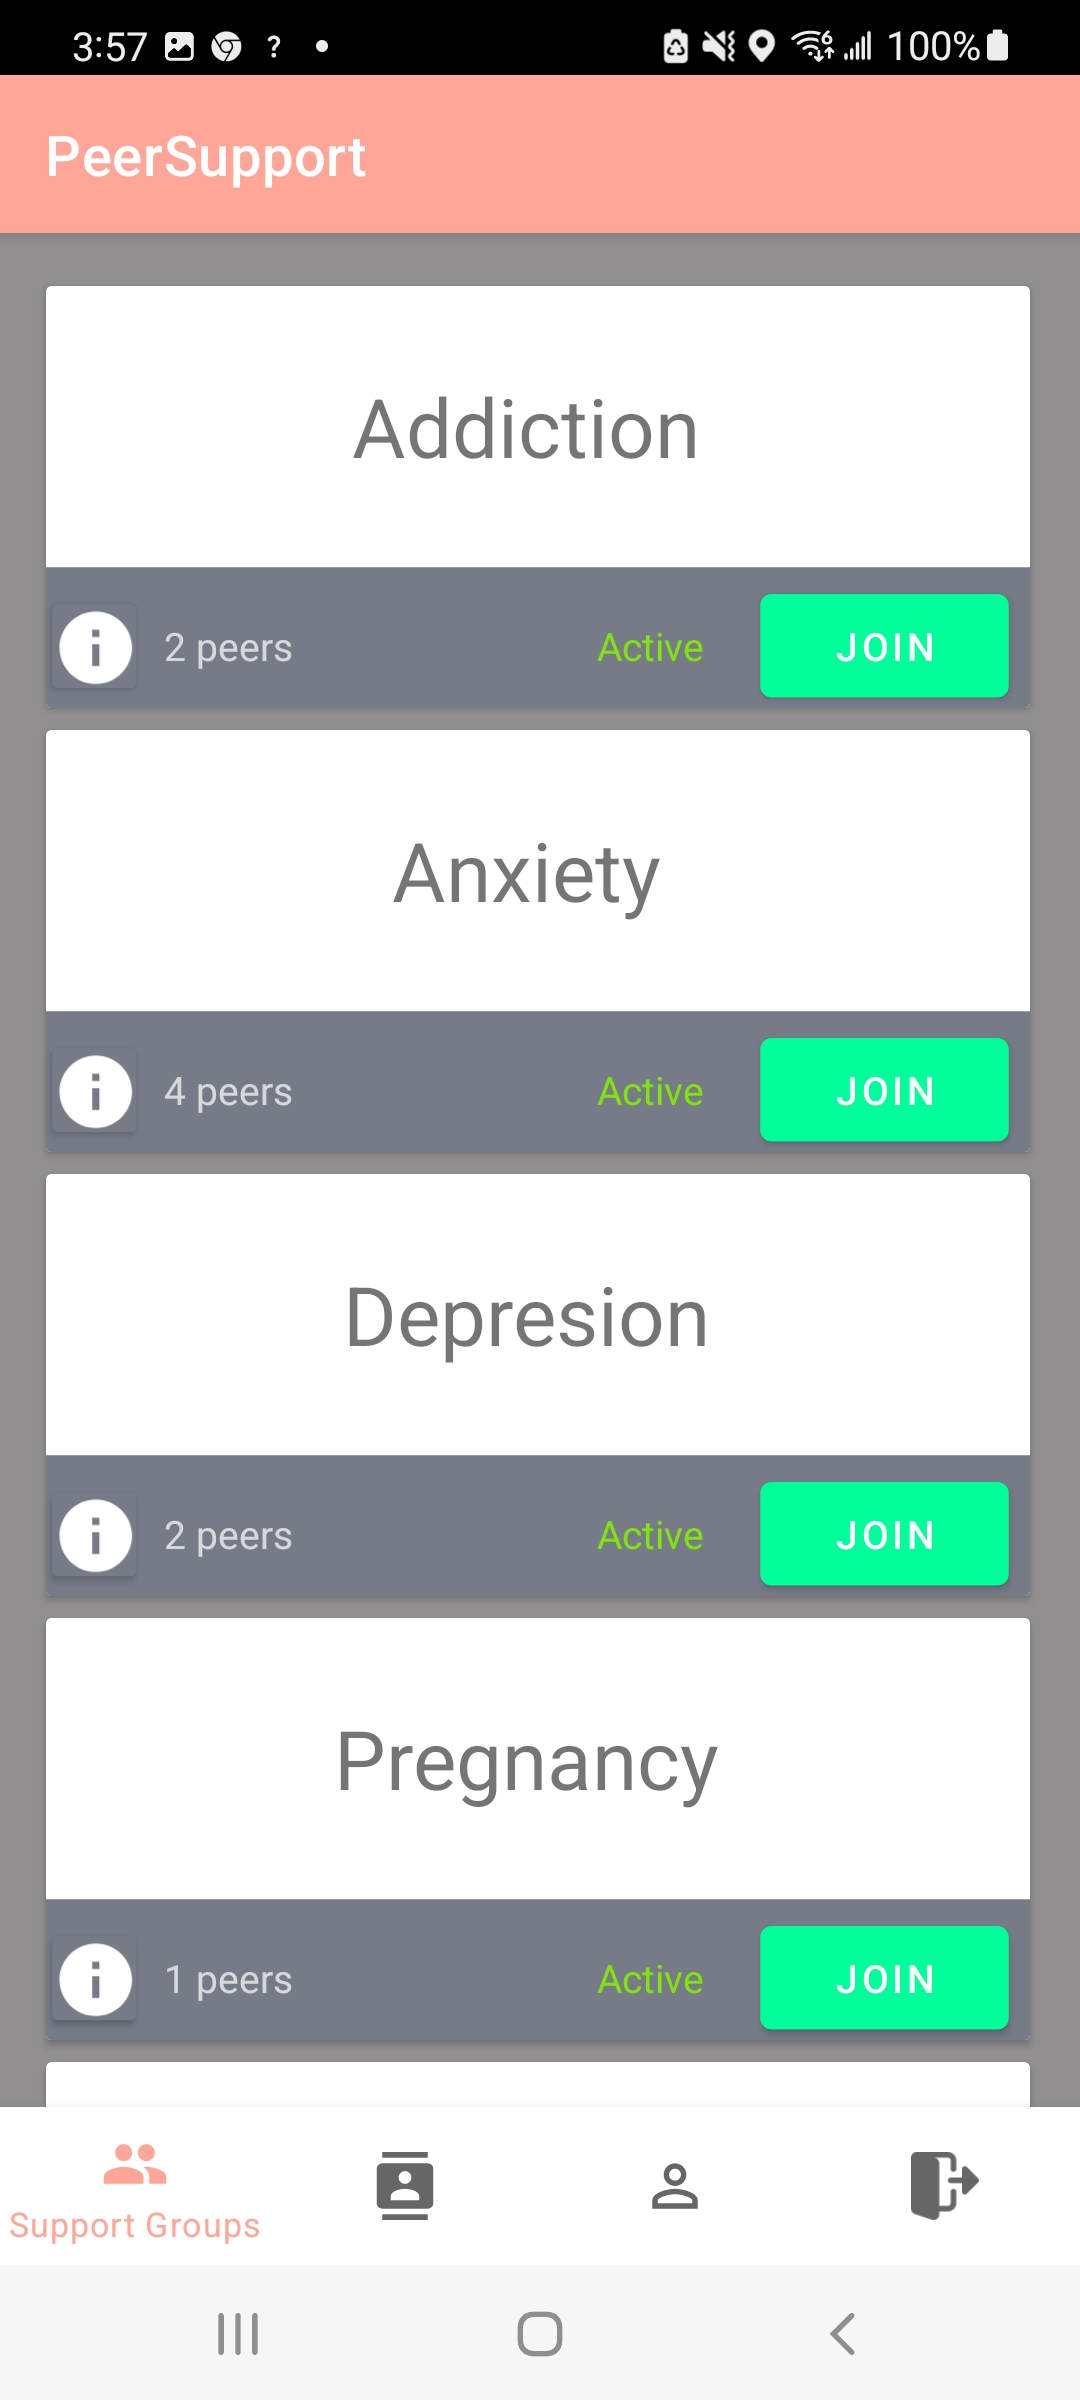 3:57 ? 6 100%
PeerSupport
Addiction
i 2 peers Active JOIN
Anxiety
i 4 peers Active JOIN
Depresion
i 2 peers Active JOIN
Pregnancy
i 1 peers Active JOIN
Support Groups